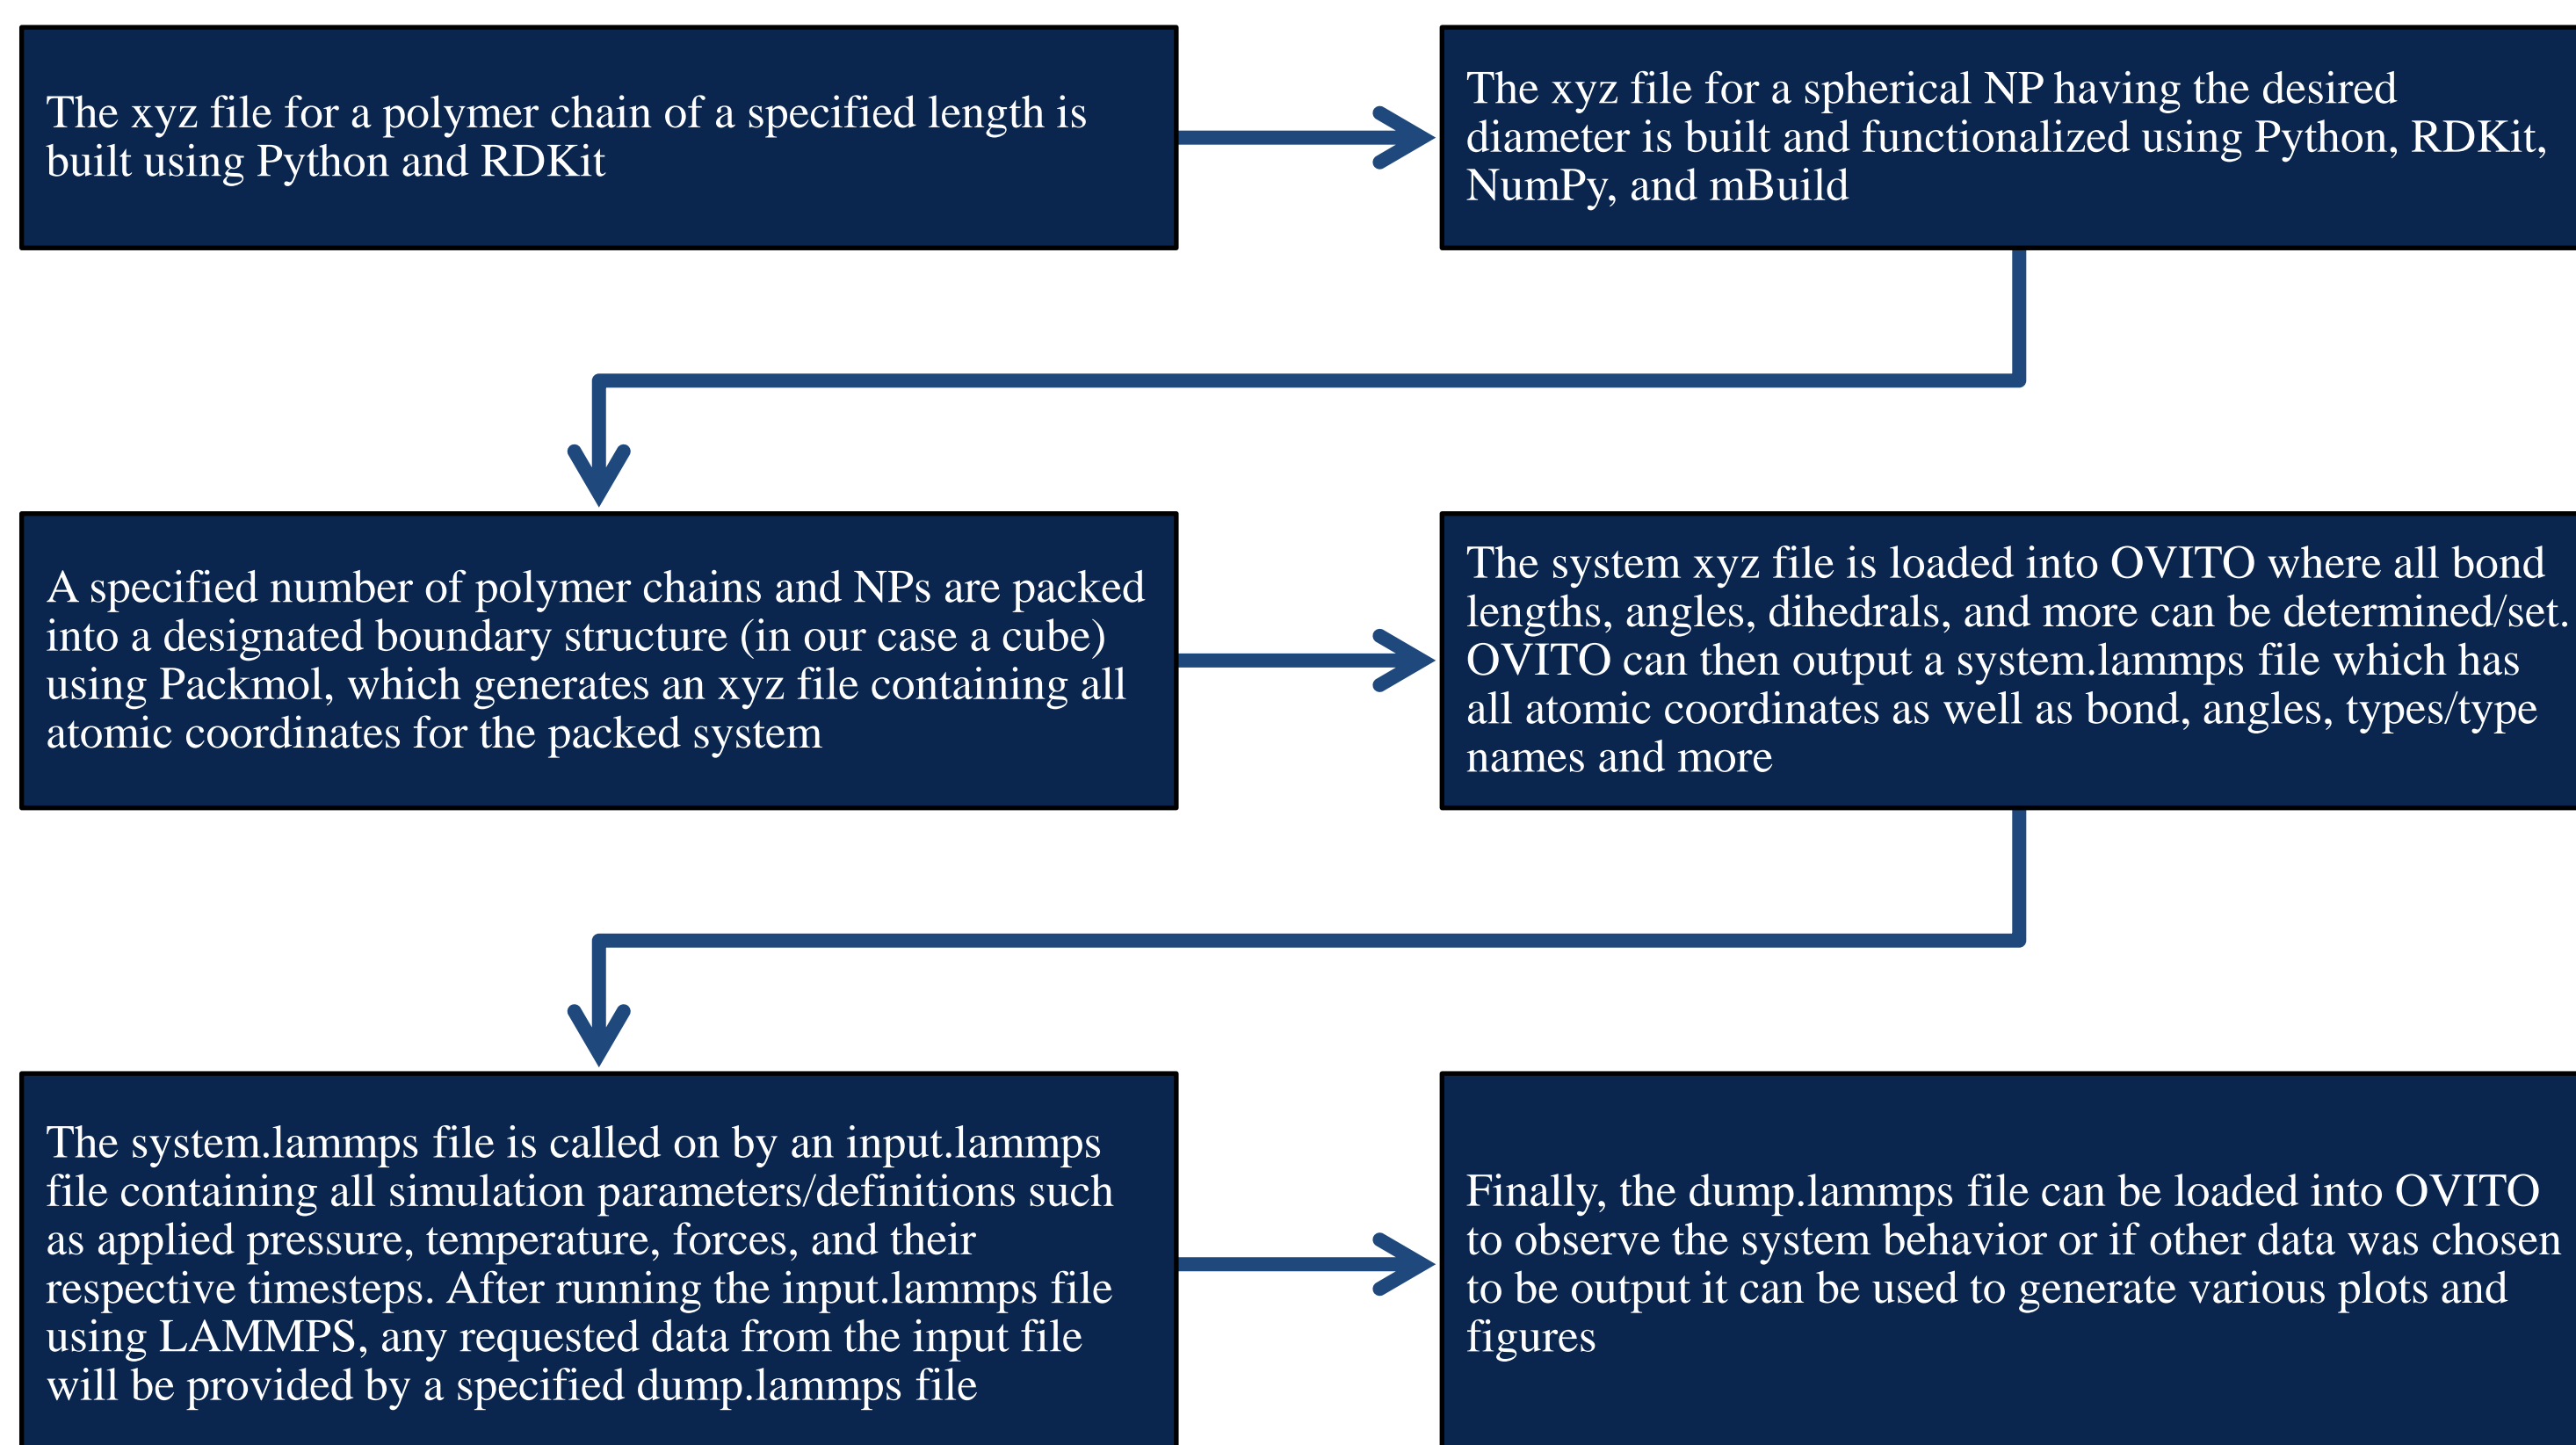 The xyz file for a polymer chain of a specified length is
built using Python and RDKit
The xyz file for a spherical NP having the desired
diameter is built and functionalized using Python, RDKit,
NumPy, and mBuild
A specified number of polymer chains and NPs are packed
into a designated boundary structure (in our case a cube)
using Packmol, which generates an xyz file containing all
atomic coordinates for the packed system
The system xyz file is loaded into OVITO where all bond
lengths, angles, dihedrals, and more can be determined/set.
OVITO can then output a system.lammps file which has
all atomic coordinates as well as bond, angles, types/type
names and more
The system.lammps file is called on by an input.lammps
file containing all simulation parameters/definitions such
as applied pressure, temperature, forces, and their
respective timesteps. After running the input.lammps file
using LAMMPS, any requested data from the input file
will be provided by a specified dump.lammps file
Finally, the dump.lammps file can be loaded into OVITO
to observe the system behavior or if other data was chosen
to be output it can be used to generate various plots and
figures